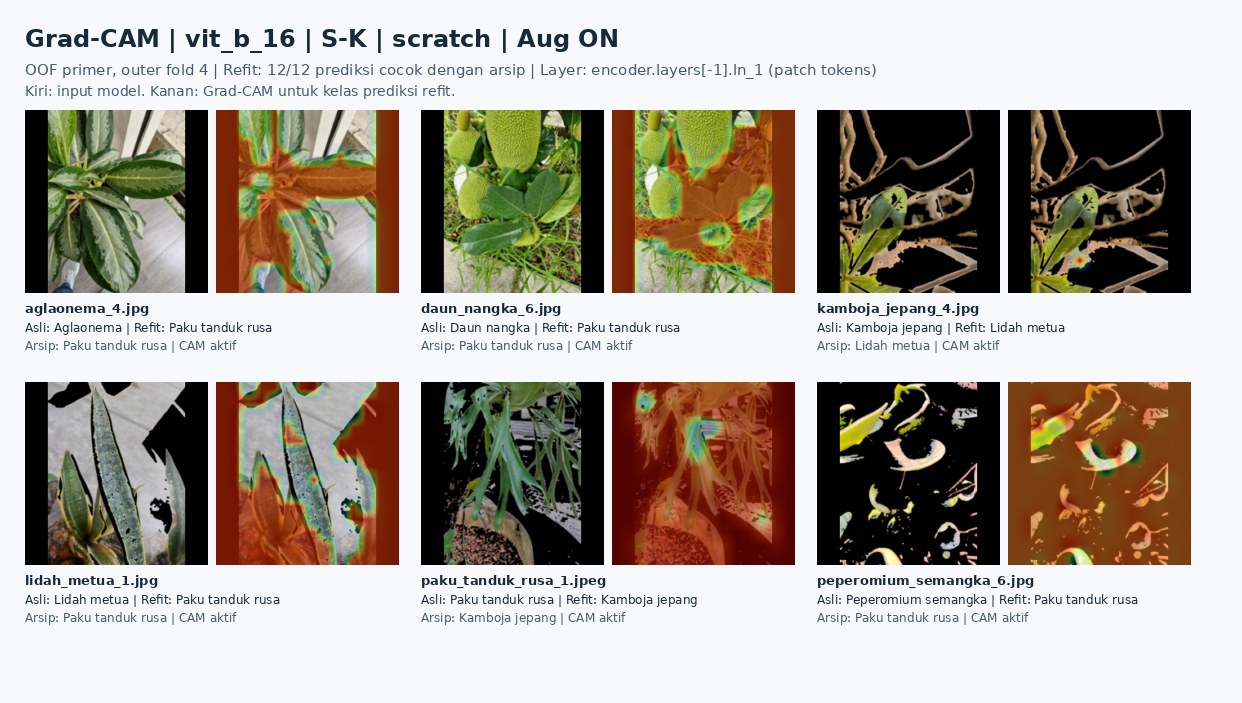 Grad-CAM | vit_b_16 | S-K | scratch | Aug ON
OOF primer, outer fold 4 | Refit: 12/12 prediksi cocok dengan arsip | Layer: encoder.layers[-1].ln_1 (patch tokens)
Kiri: input model. Kanan: Grad-CAM untuk kelas prediksi refit.
aglaonema_4.jpg
Asli: Aglaonema | Refit: Paku tanduk rusa
Arsip: Paku tanduk rusa | CAM aktif
daun_nangka_6.jpg
Asli: Daun nangka | Refit: Paku tanduk rusa
Arsip: Paku tanduk rusa | CAM aktif
kamboja_jepang_4.jpg
Asli: Kamboja jepang | Refit: Lidah metua
Arsip: Lidah metua | CAM aktif
lidah_metua_1.jpg
Asli: Lidah metua | Refit: Paku tanduk rusa
Arsip: Paku tanduk rusa | CAM aktif
paku_tanduk_rusa_1.jpeg
Asli: Paku tanduk rusa | Refit: Kamboja jepang
Arsip: Kamboja jepang | CAM aktif
peperomium_semangka_6.jpg
Asli: Peperomium semangka | Refit: Paku tanduk rusa
Arsip: Paku tanduk rusa | CAM aktif